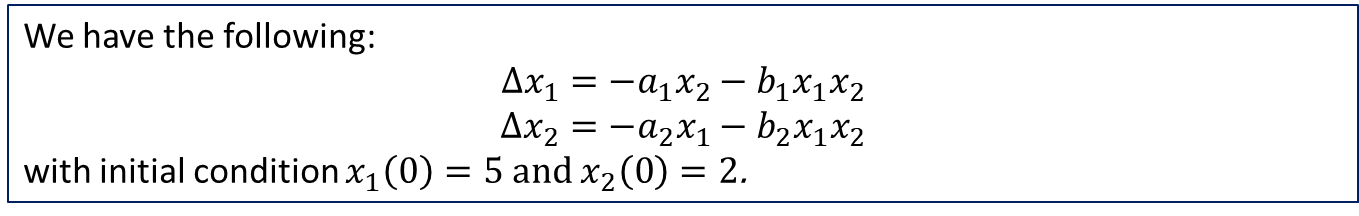 We have the following:
Δx₁ = −a₁x₂ − b₁x₁x₂
Δx₂ = −a₂x₁ − b₂x₁x₂
with initial condition x₁(0) = 5 and x₂(0) = 2.